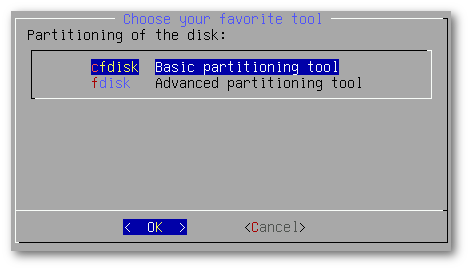 Choose your favorite tool
Partitioning of the disk:
cfdisk Basic partitioning tool
fdisk Advanced partitioning tool
< OK > <Cancel>